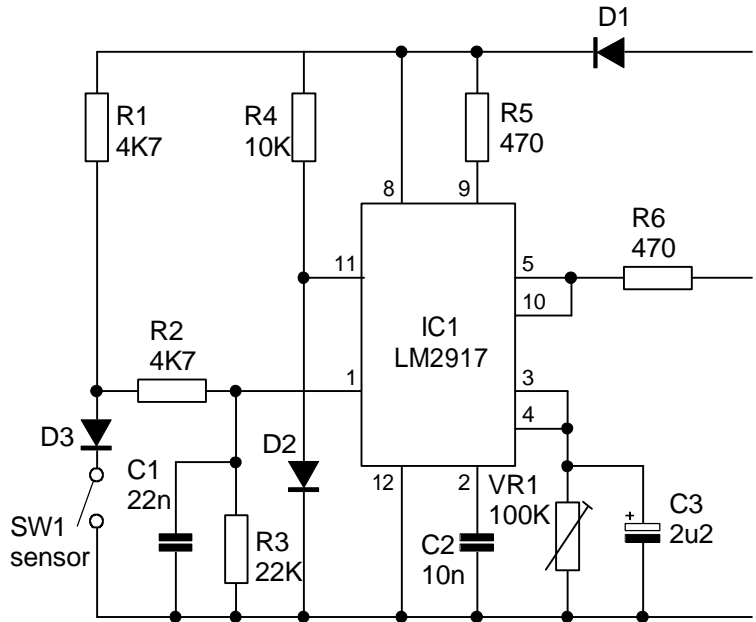 D1
R1
4K7
R4
10K
R5
470
8
9
R6
470
11
5
10
IC1
LM2917
R2
4K7
1
3
4
D3
C1
22n
D2
12
2
VR1
100K
SW1
sensor
R3
22K
C2
10n
+
C3
2u2